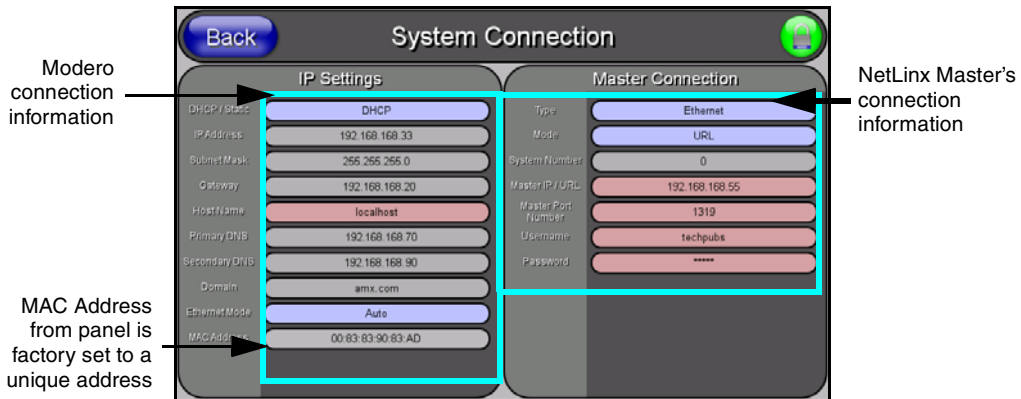 Back
System Connection
IP Settings
DHCP / Static
DHCP
IP Address
192.168.168.33
Subnet Mask
255.255.255.0
Gateway
192.168.168.20
Host Name
localhost
Primary DNS
192.168.168.70
Secondary DNS
192.168.168.90
Domain
amx.com
Ethernet Mode
Auto
MAC Address
00:83:83:90:83:AD
Master Connection
Type
Ethernet
Mode
URL
System Number
0
Master IP / URL
192.168.168.55
Master Port
Number
1319
Username
techpubs
Password
*****
Modero
connection
information
MAC Address
from panel is
factory set to a
unique address
NetLinx Master's
connection
information